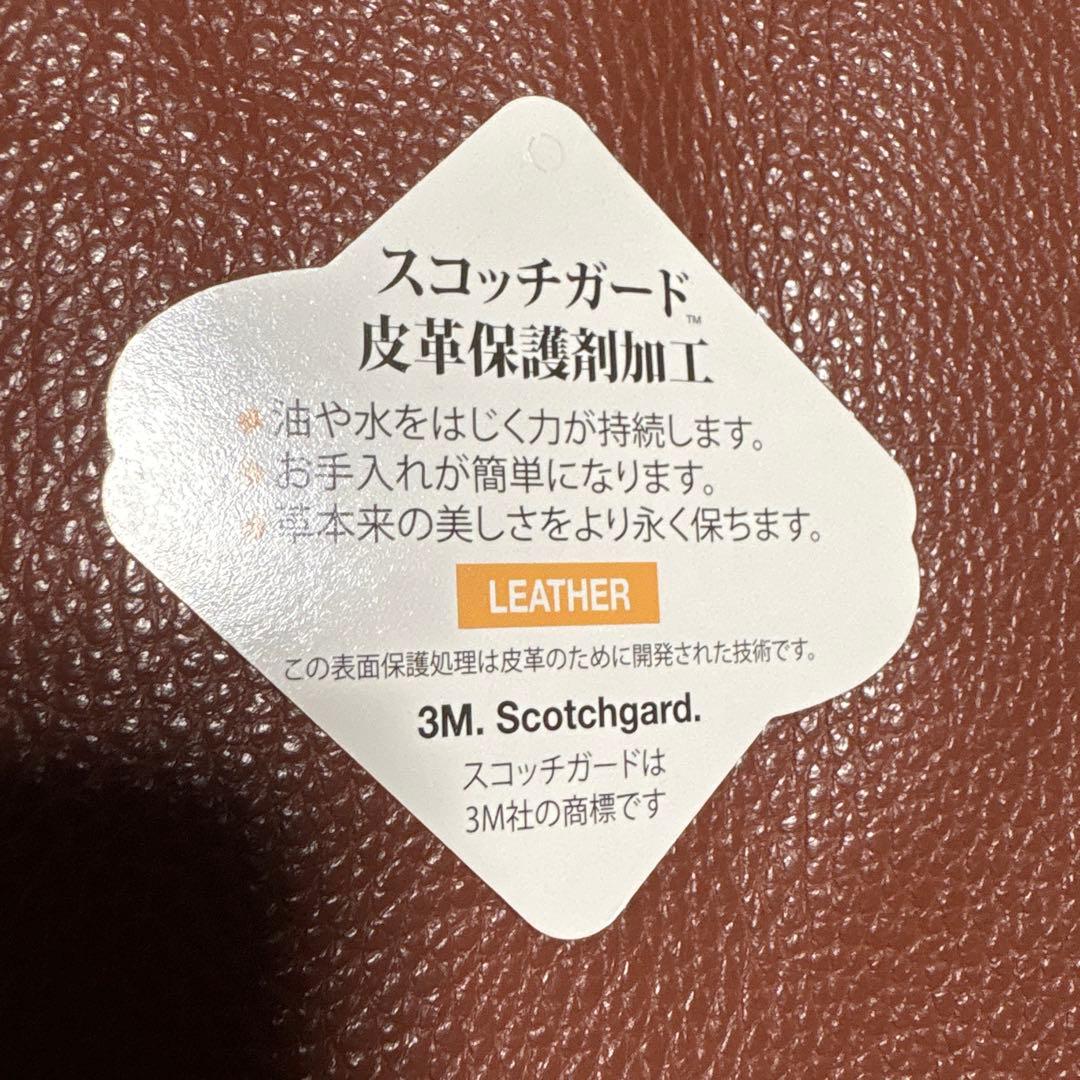 スコッチガード™
皮革保護剤加工
油や水をはじく力が持続します。
お手入れが簡単になります。
革本来の美しさをより永く保ちます。
LEATHER
この表面保護処理は皮革のために開発された技術です。
3M. Scotchgard.
スコッチガードは
3M社の商標です